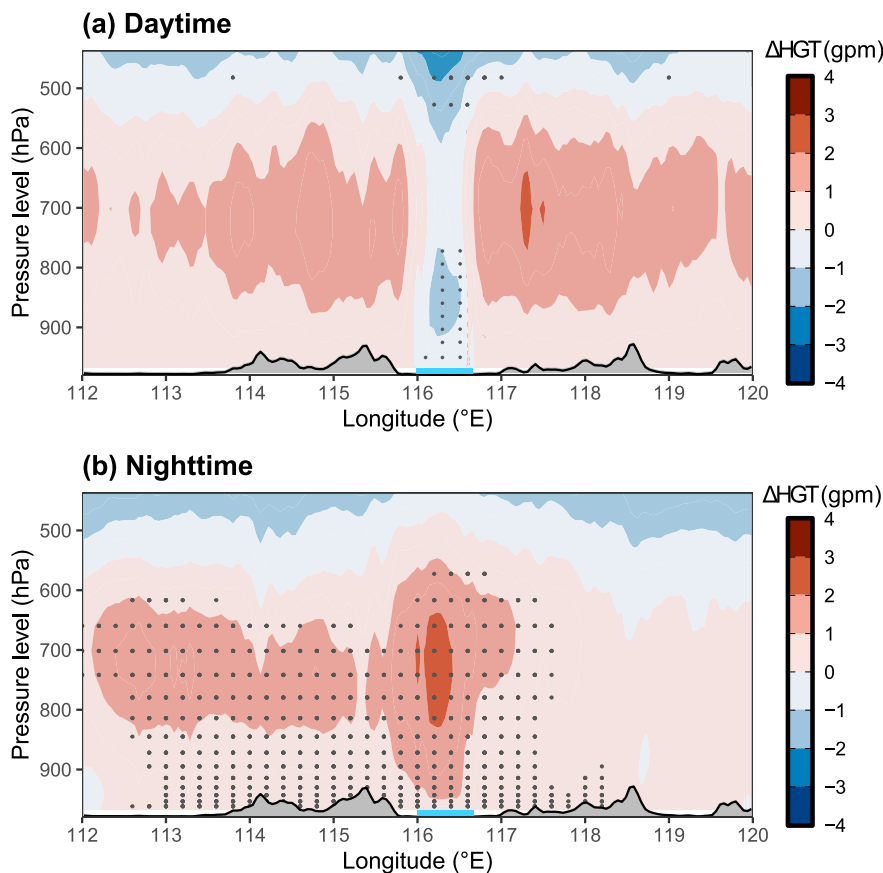 (a) Daytime
ΔHGT (gpm)
500
600
700
800
900
Pressure level (hPa)
112 113 114 115 116 117 118 119 120
Longitude (°E)
4
3
2
1
0
−1
−2
−3
−4
(b) Nighttime
ΔHGT (gpm)
500
600
700
800
900
Pressure level (hPa)
112 113 114 115 116 117 118 119 120
Longitude (°E)
4
3
2
1
0
−1
−2
−3
−4